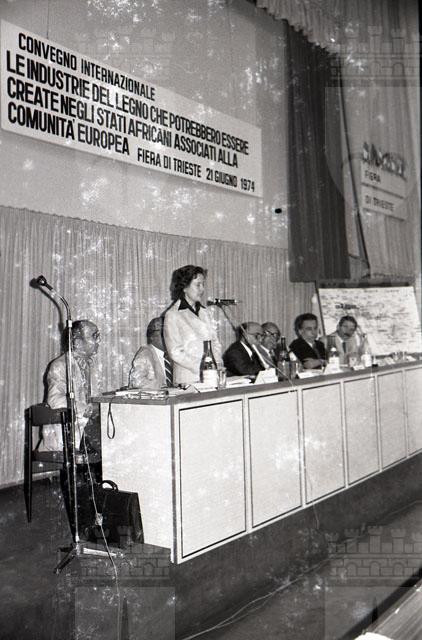 CONVEGNO INTERNAZIONALE
LE INDUSTRIE DEL LEGNO CHE POTREBBERO ESSERE
CREATE NEGLI STATI AFRICANI ASSOCIATI ALLA
COMUNITÀ EUROPEA FIERA DI TRIESTE 21 GIUGNO 1974
FIERA
DI TRIESTE